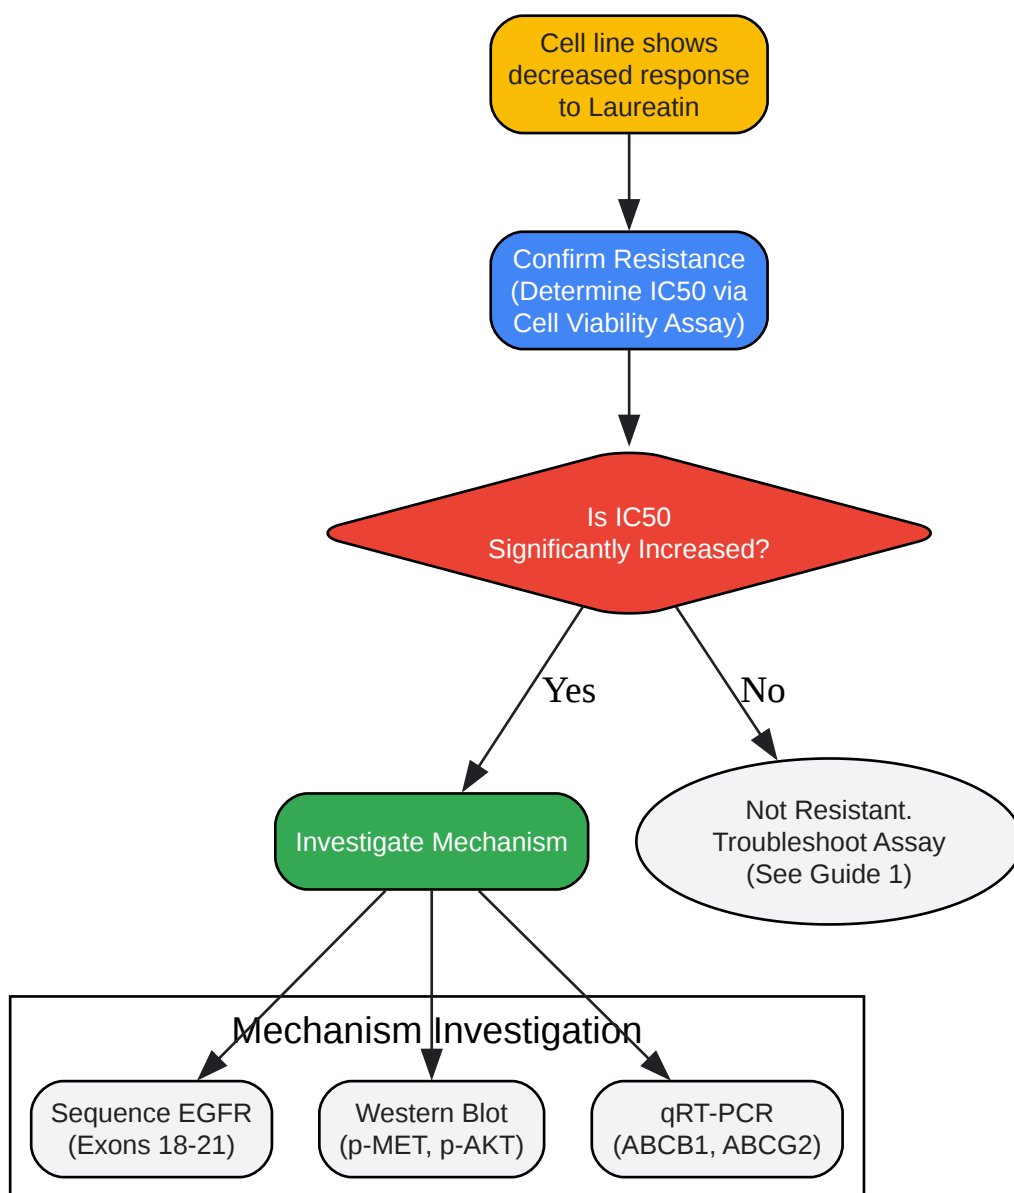 Cell line shows
decreased response
to Laureatin
Confirm Resistance
(Determine IC50 via
Cell Viability Assay)
Is IC50
Significantly Increased?
Yes
No
Investigate Mechanism
Not Resistant.
Troubleshoot Assay
(See Guide 1)
Mechanism Investigation
Sequence EGFR
(Exons 18-21)
Western Blot
(p-MET, p-AKT)
qRT-PCR
(ABCB1, ABCG2)